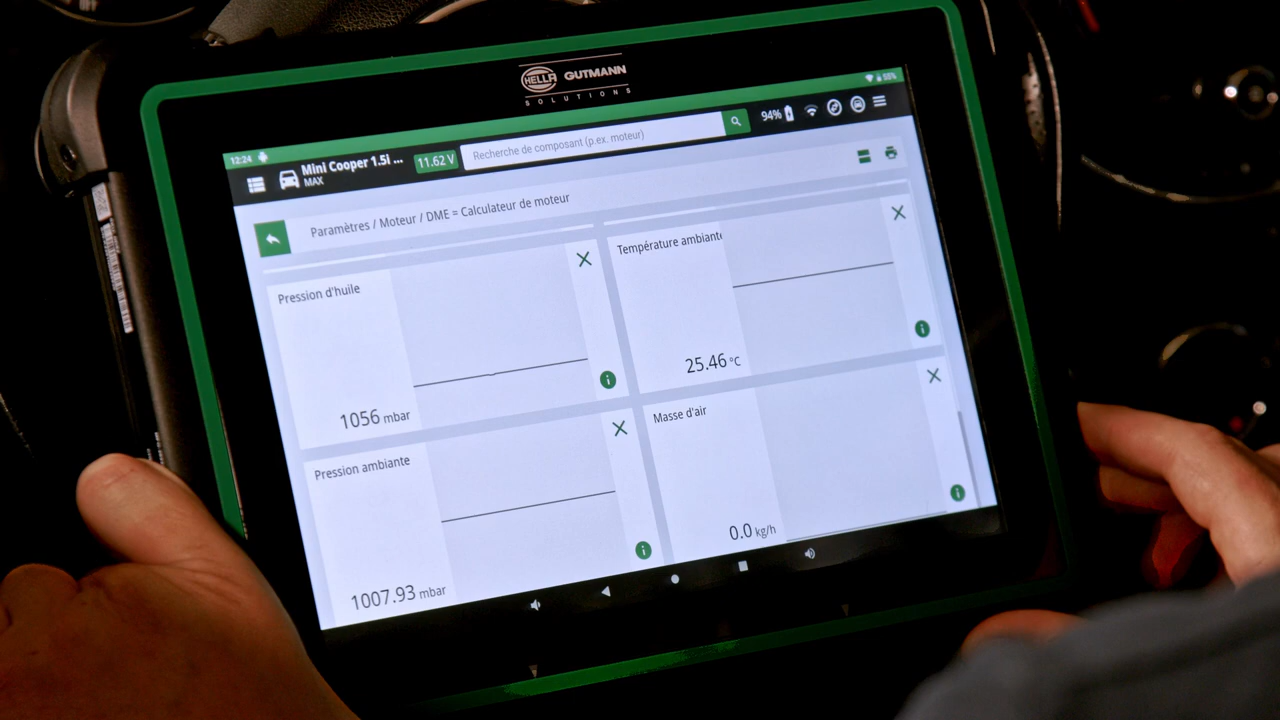 HELLA GUTMANN
SOLUTIONS
12:24
55%
Mini Cooper 1.5i ...
MAX
11.62 V
Recherche de composant (p.ex. moteur)
94%
Paramètres / Moteur / DME = Calculateur de moteur
Pression d'huile
1056 mbar
Température ambiante
25.46 °C
Pression ambiante
1007.93 mbar
Masse d'air
0.0 kg/h